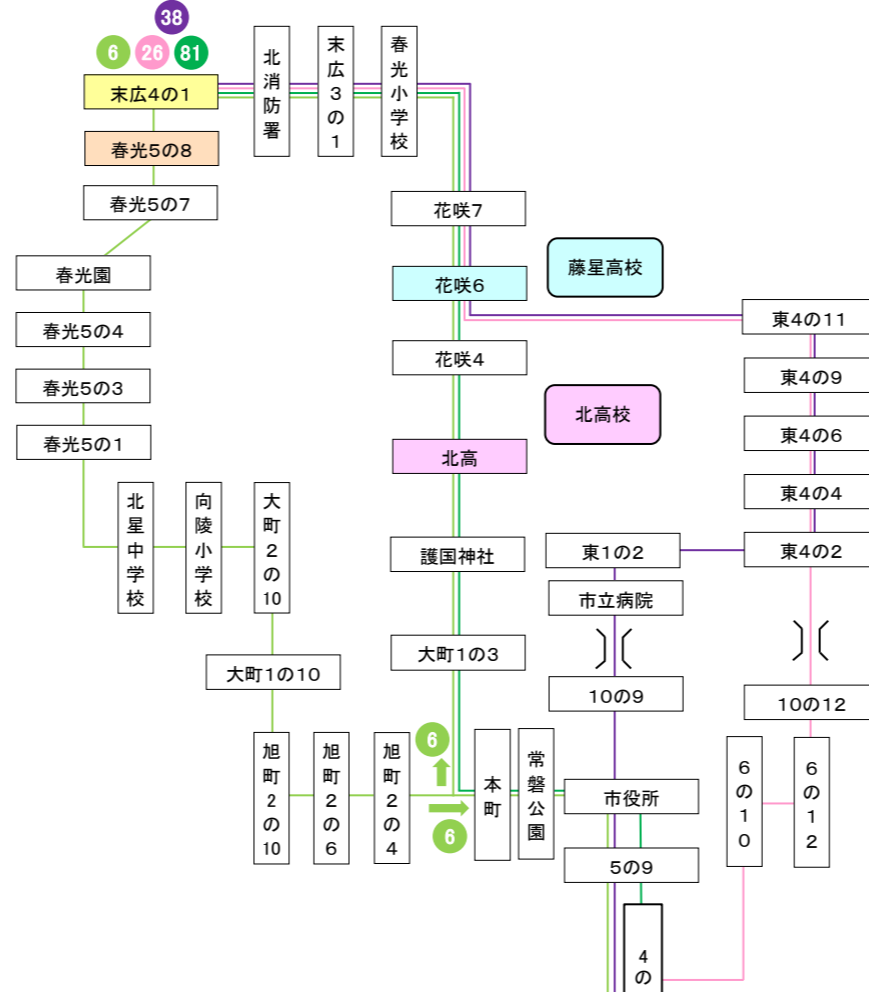 38
6
26
81
末広4の1
北消防署
末広3の1
春光小学校
春光5の8
春光5の7
花咲7
春光園
花咲6
藤星高校
東4の11
春光5の4
花咲4
東4の9
春光5の3
北高校
東4の6
春光5の1
北高
東4の4
北星中学校
向陵小学校
大町2の10
護国神社
東1の2
東4の2
市立病院
大町1の3
大町1の10
10の9
10の12
旭町2の10
旭町2の6
旭町2の4
6
6
本町
常磐公園
市役所
6の10
6の12
5の9
4の